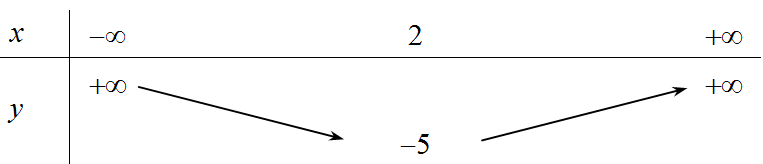 x –∞ 2 +∞
+∞ +∞
y
–5